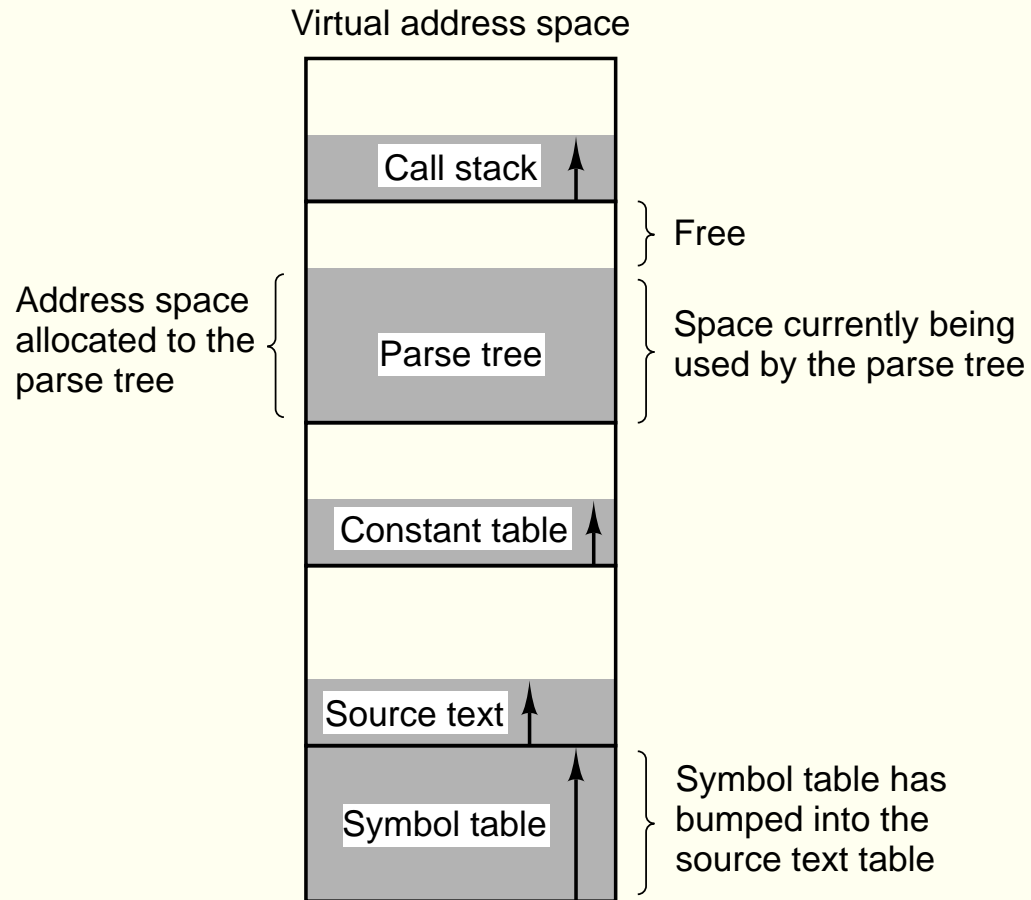 Virtual address space
Call stack
Free
Address space
allocated to the
parse tree
Parse tree
Space currently being
used by the parse tree
Constant table
Source text
Symbol table
Symbol table has
bumped into the
source text table